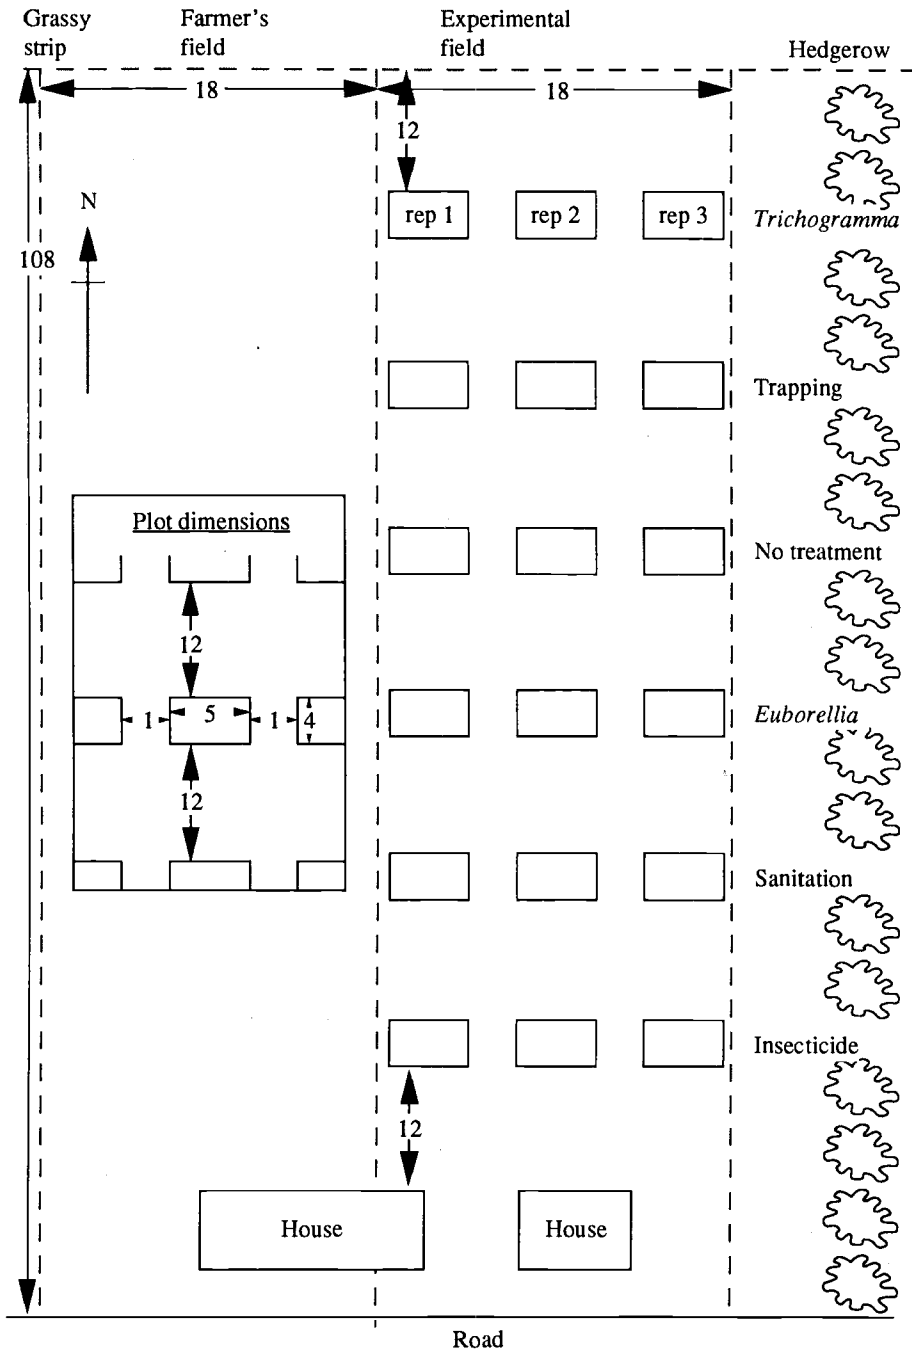 Grassy strip
Farmer's field
Experimental field
Hedgerow
18
18
12
N
rep 1
rep 2
rep 3
Trichogramma
108
Trapping
Plot dimensions
No treatment
12
1
5
1
4
Euborellia
12
Sanitation
Insecticide
12
House
House
Road